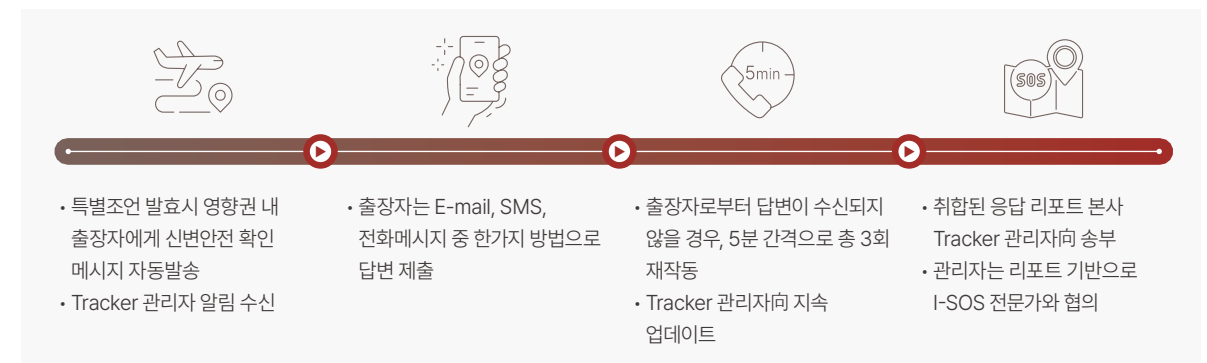 5min
SOS
• 특별조언 발효시 영향권 내
출장자에게 신변안전 확인
메시지 자동발송
• Tracker 관리자 알림 수신
• 출장자는 E-mail, SMS,
전화메시지 중 한가지 방법으로
답변 제출
• 출장자로부터 답변이 수신되지
않을 경우, 5분 간격으로 총 3회
재작동
• Tracker 관리자向 지속
업데이트
• 취합된 응답 리포트 본사
Tracker 관리자向 송부
• 관리자는 리포트 기반으로
I-SOS 전문가와 협의